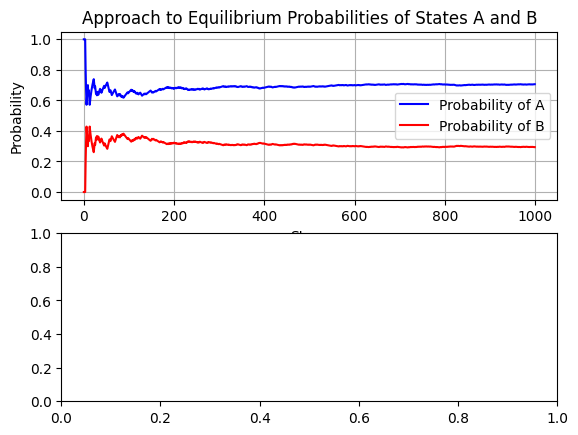 Approach to Equilibrium Probabilities of States A and B
1.0
0.8
0.6
0.4
0.2
0.0
Probability
Probability of A
Probability of B
0 200 400 600 800 1000
1.0
0.8
0.6
0.4
0.2
0.0
0.0 0.2 0.4 0.6 0.8 1.0